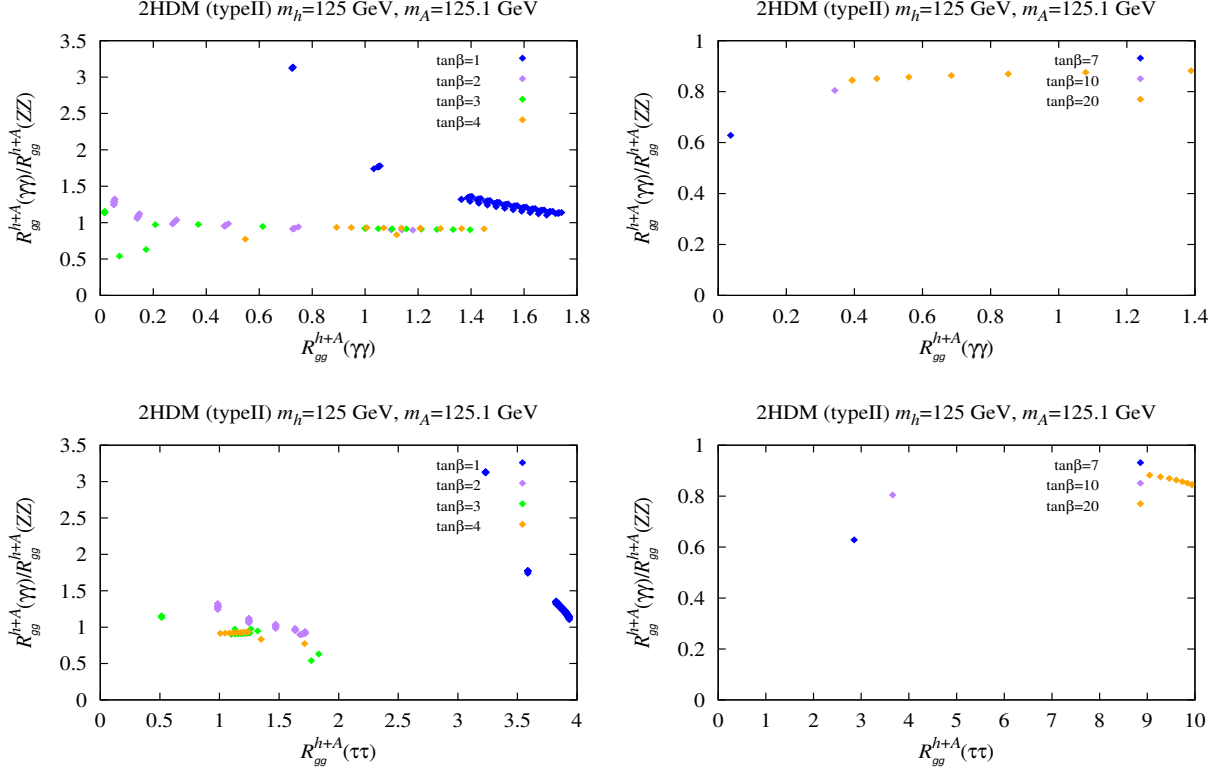 2HDM (typeII) m_h=125 GeV, m_A=125.1 GeV
R_gg^{h+A}(γγ)/R_gg^{h+A}(ZZ)
3.5
3
2.5
2
1.5
1
0.5
0
tanβ=1
tanβ=2
tanβ=3
tanβ=4
0 0.2 0.4 0.6 0.8 1 1.2 1.4 1.6 1.8
R_gg^{h+A}(γγ)
2HDM (typeII) m_h=125 GeV, m_A=125.1 GeV
R_gg^{h+A}(γγ)/R_gg^{h+A}(ZZ)
1
0.8
0.6
0.4
0.2
0
tanβ=7
tanβ=10
tanβ=20
0 0.2 0.4 0.6 0.8 1 1.2 1.4
R_gg^{h+A}(γγ)
2HDM (typeII) m_h=125 GeV, m_A=125.1 GeV
R_gg^{h+A}(γγ)/R_gg^{h+A}(ZZ)
3.5
3
2.5
2
1.5
1
0.5
0
tanβ=1
tanβ=2
tanβ=3
tanβ=4
0 0.5 1 1.5 2 2.5 3 3.5 4
R_gg^{h+A}(ττ)
2HDM (typeII) m_h=125 GeV, m_A=125.1 GeV
R_gg^{h+A}(γγ)/R_gg^{h+A}(ZZ)
1
0.8
0.6
0.4
0.2
0
tanβ=7
tanβ=10
tanβ=20
0 1 2 3 4 5 6 7 8 9 10
R_gg^{h+A}(ττ)